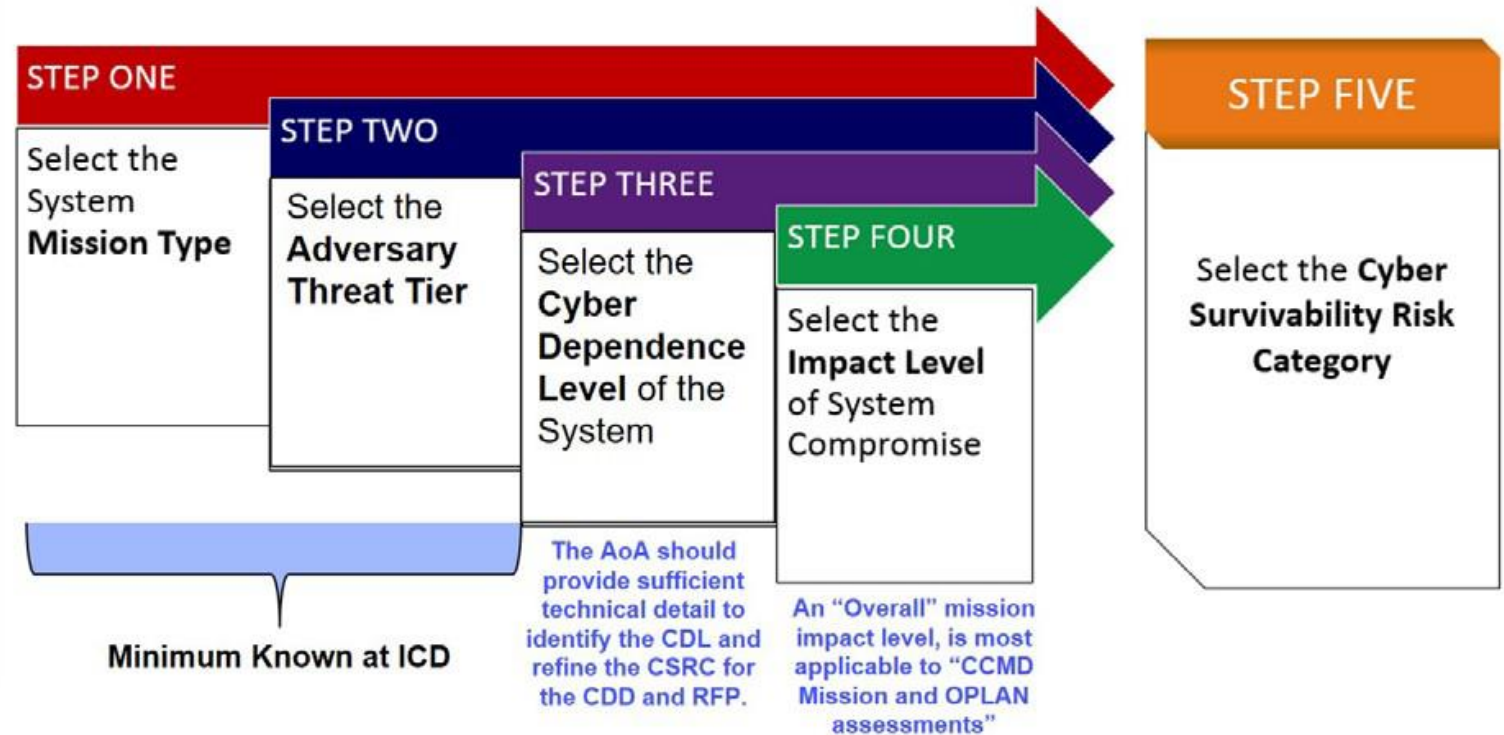 STEP ONE
Select the
System
Mission Type
STEP TWO
Select the
Adversary
Threat Tier
STEP THREE
Select the
Cyber
Dependence
Level of the
System
STEP FOUR
Select the
Impact Level
of System
Compromise
STEP FIVE
Select the Cyber
Survivability Risk
Category
Minimum Known at ICD
The AoA should
provide sufficient
technical detail to
identify the CDL and
refine the CSRC for
the CDD and RFP.
An “Overall” mission
impact level, is most
applicable to “CCMD
Mission and OPLAN
assessments”